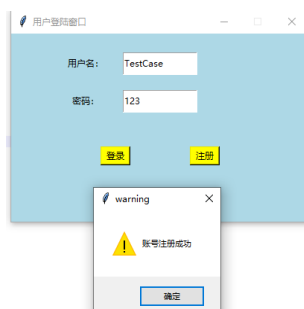 用户登陆窗口
用户名: TestCase
密码: 123
登录 注册
warning
账号注册成功
确定